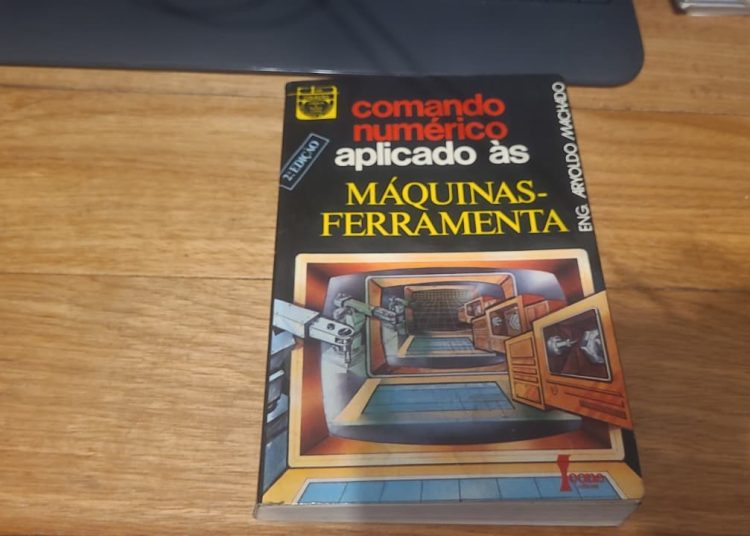 comando
numérico
aplicado às
MÁQUINAS-
FERRAMENTA
2ª EDIÇÃO
ENG. ARYOLDO MACHADO
Ícone